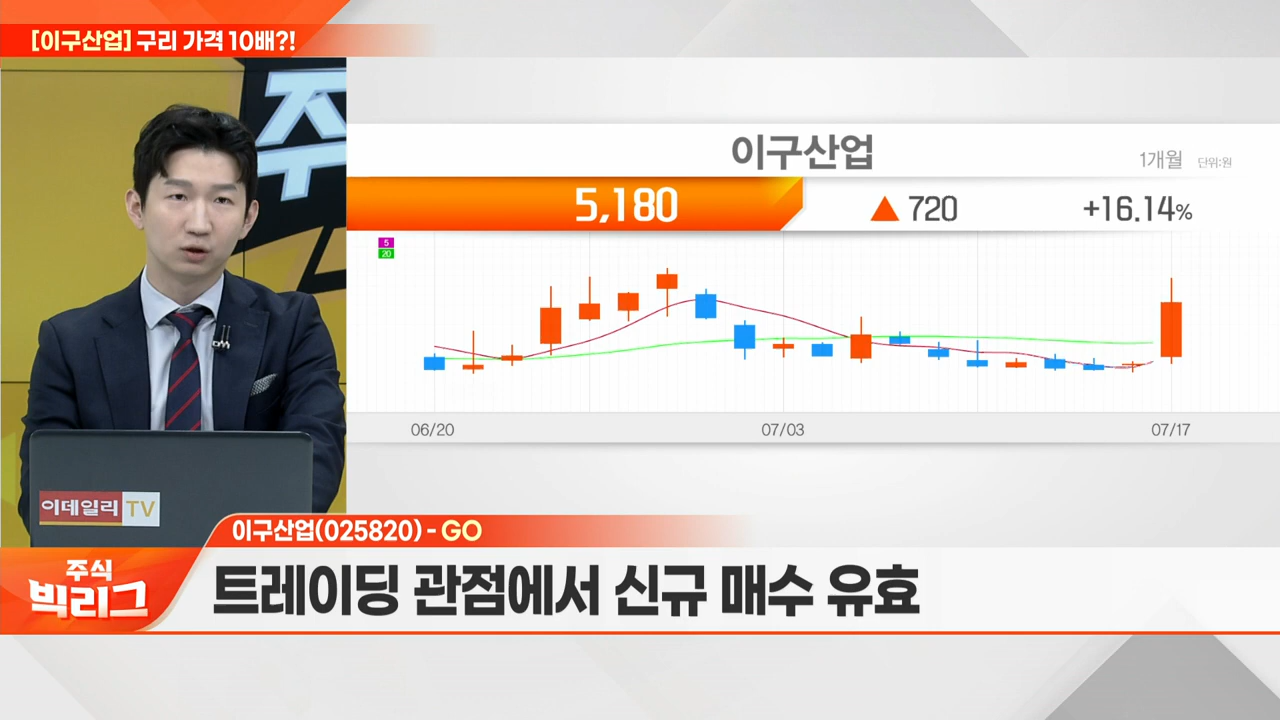 [이구산업] 구리 가격 10배?!
주
이구산업
1개월 단위:원
5,180 ▲ 720 +16.14%
5
20
06/20 07/03 07/17
이데일리 TV
이구산업(025820) - GO
주식
빅리그
트레이딩 관점에서 신규 매수 유효